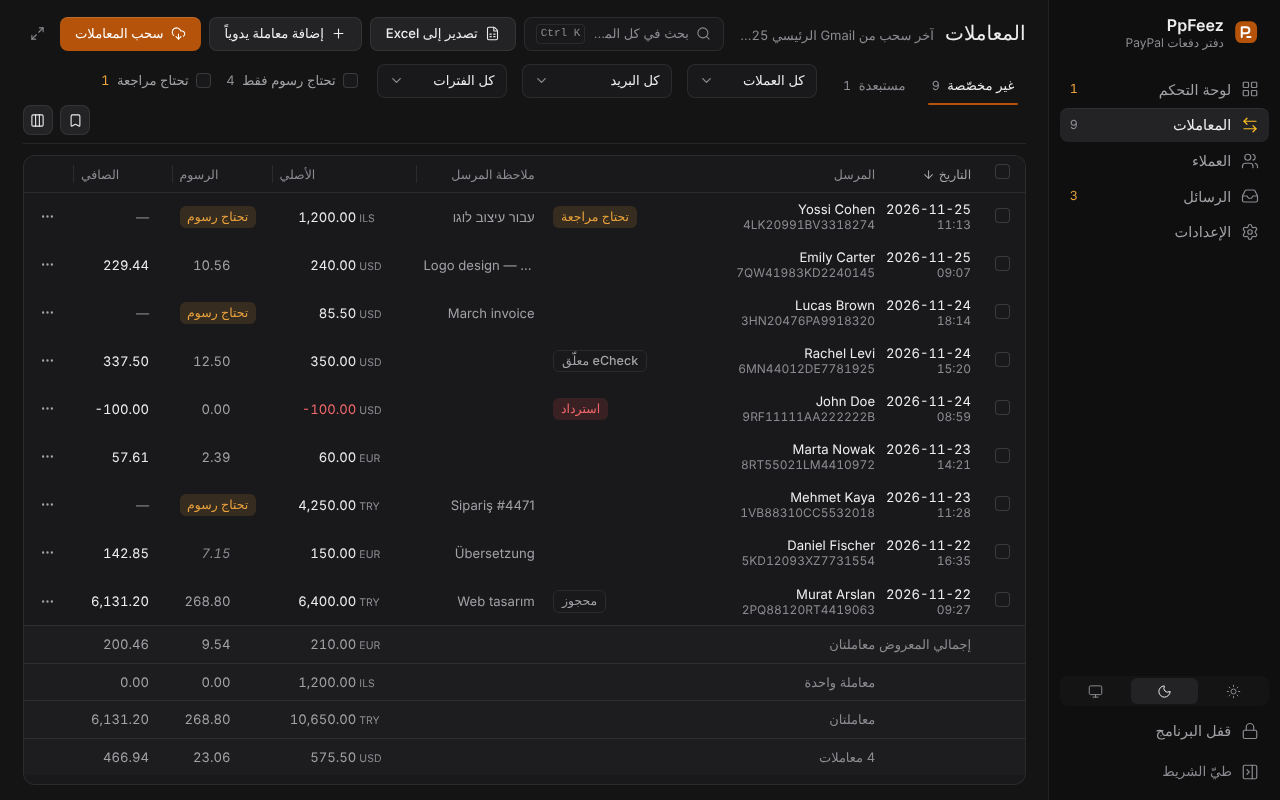 PpFeez
دفتر دفعات PayPal
لوحة التحكم 1
المعاملات 9
العملاء
الرسائل 3
الإعدادات
قفل البرنامج
طيّ الشريط
المعاملات
آخر سحب من Gmail الرئيسي 25...
بحث في كل المـ... Ctrl K
تصدير إلى Excel
إضافة معاملة يدوياً
سحب المعاملات
غير مخصّصة 9
مستبعدة 1
كل العملات
كل البريد
كل الفترات
تحتاج رسوم فقط 4
تحتاج مراجعة 1
التاريخ المرسل ملاحظة المرسل الأصلي الرسوم الصافي
2026-11-25 Yossi Cohen تحتاج مراجعة עבור עיצוב לוגו 1,200.00 ILS تحتاج رسوم —
11:13 4LK20991BV3318274
2026-11-25 Emily Carter Logo design — ... 240.00 USD 10.56 229.44
09:07 7QW41983KD2240145
2026-11-24 Lucas Brown March invoice 85.50 USD تحتاج رسوم —
18:14 3HN20476PA9918320
2026-11-24 Rachel Levi eCheck معلّق 350.00 USD 12.50 337.50
15:20 6MN44012DE7781925
2026-11-24 John Doe استرداد -100.00 USD 0.00 -100.00
08:59 9RF11111AA222222B
2026-11-23 Marta Nowak 60.00 EUR 2.39 57.61
14:21 8RT55021LM4410972
2026-11-23 Mehmet Kaya Sipariş #4471 4,250.00 TRY تحتاج رسوم —
11:28 1VB88310CC5532018
2026-11-22 Daniel Fischer Übersetzung 150.00 EUR 7.15 142.85
16:35 5KD12093XZ7731554
2026-11-22 Murat Arslan محجوز Web tasarım 6,400.00 TRY 268.80 6,131.20
09:27 2PQ88120RT4419063
إجمالي المعروض معاملتان 210.00 EUR 9.54 200.46
معاملة واحدة 1,200.00 ILS 0.00 0.00
معاملتان 10,650.00 TRY 268.80 6,131.20
4 معاملات 575.50 USD 23.06 466.94